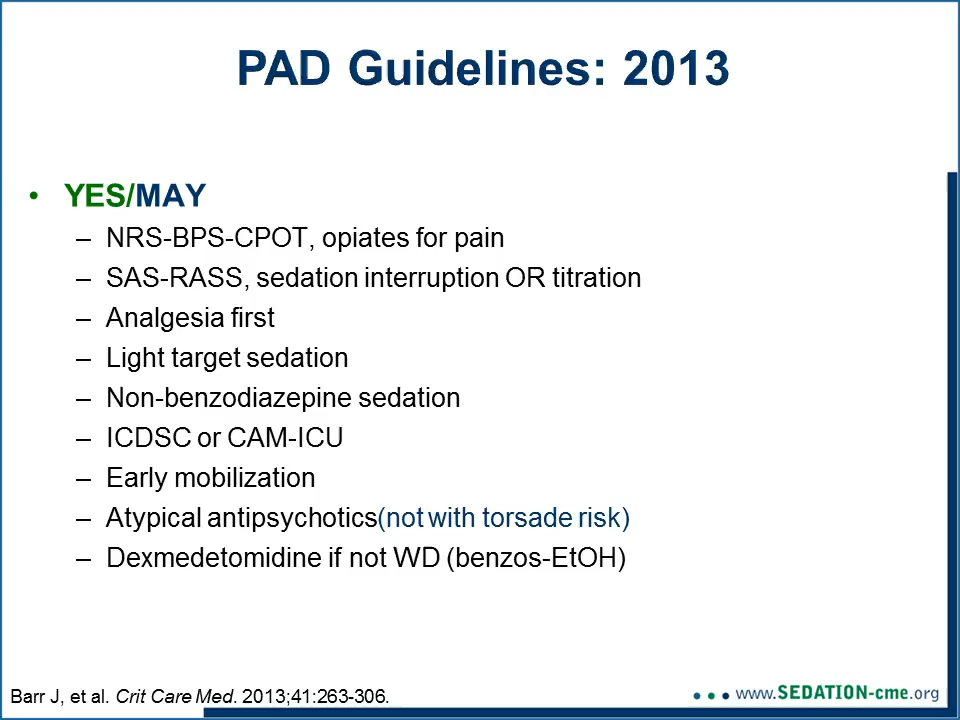 PAD Guidelines: 2013
• YES/MAY
– NRS-BPS-CPOT, opiates for pain
– SAS-RASS, sedation interruption OR titration
– Analgesia first
– Light target sedation
– Non-benzodiazepine sedation
– ICDSC or CAM-ICU
– Early mobilization
– Atypical antipsychotics(not with torsade risk)
– Dexmedetomidine if not WD (benzos-EtOH)
Barr J, et al. Crit Care Med. 2013;41:263-306.
www.SEDATION-cme.org